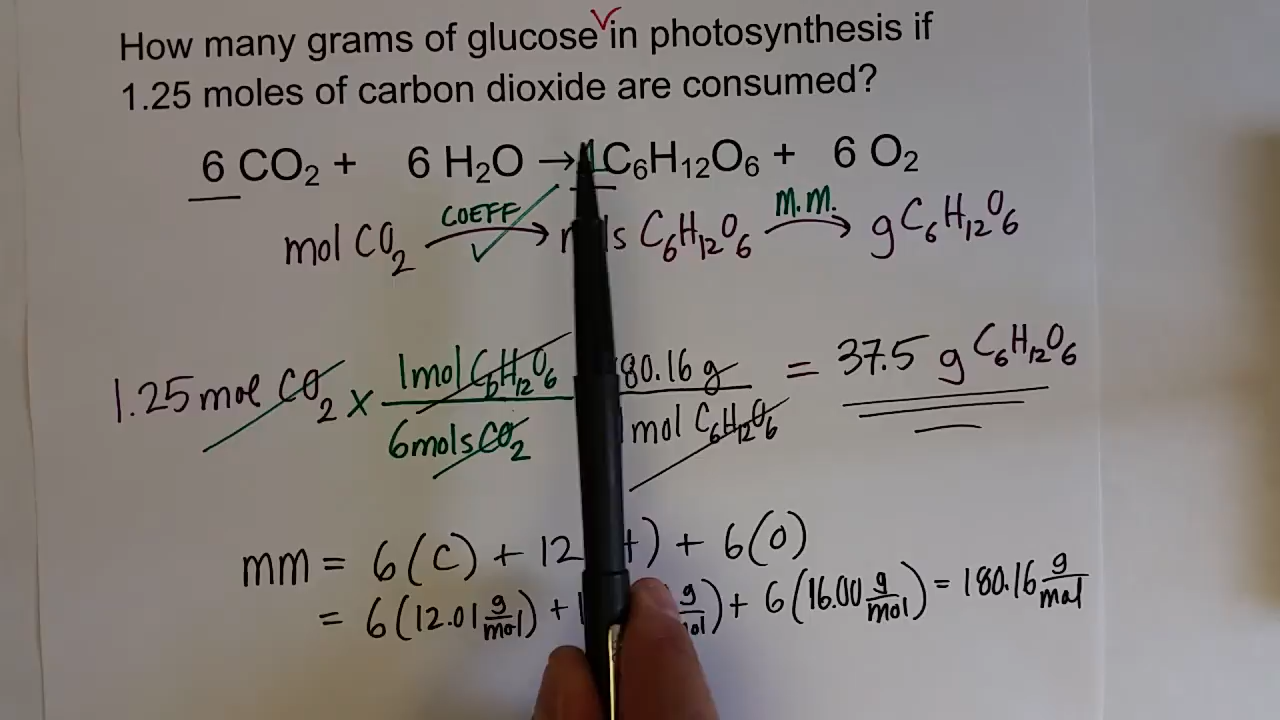 How many grams of glucose in photosynthesis if
1.25 moles of carbon dioxide are consumed?
6 CO₂ + 6 H₂O → 1 C₆H₁₂O₆ + 6 O₂
COEFF M.M.
mol CO₂ → C₆H₁₂O₆ → g C₆H₁₂O₆
1 mol C₆H₁₂O₆ 80.16 g
1.25 mol CO₂ × = 37.5 g C₆H₁₂O₆
6 mols CO₂ mol C₆H₁₂O₆
mm = 6(C) + 12 ) + 6(O)
= 6(12.01 g/mol) + g/mol) + 6(16.00 g/mol) = 180.16 g/mol